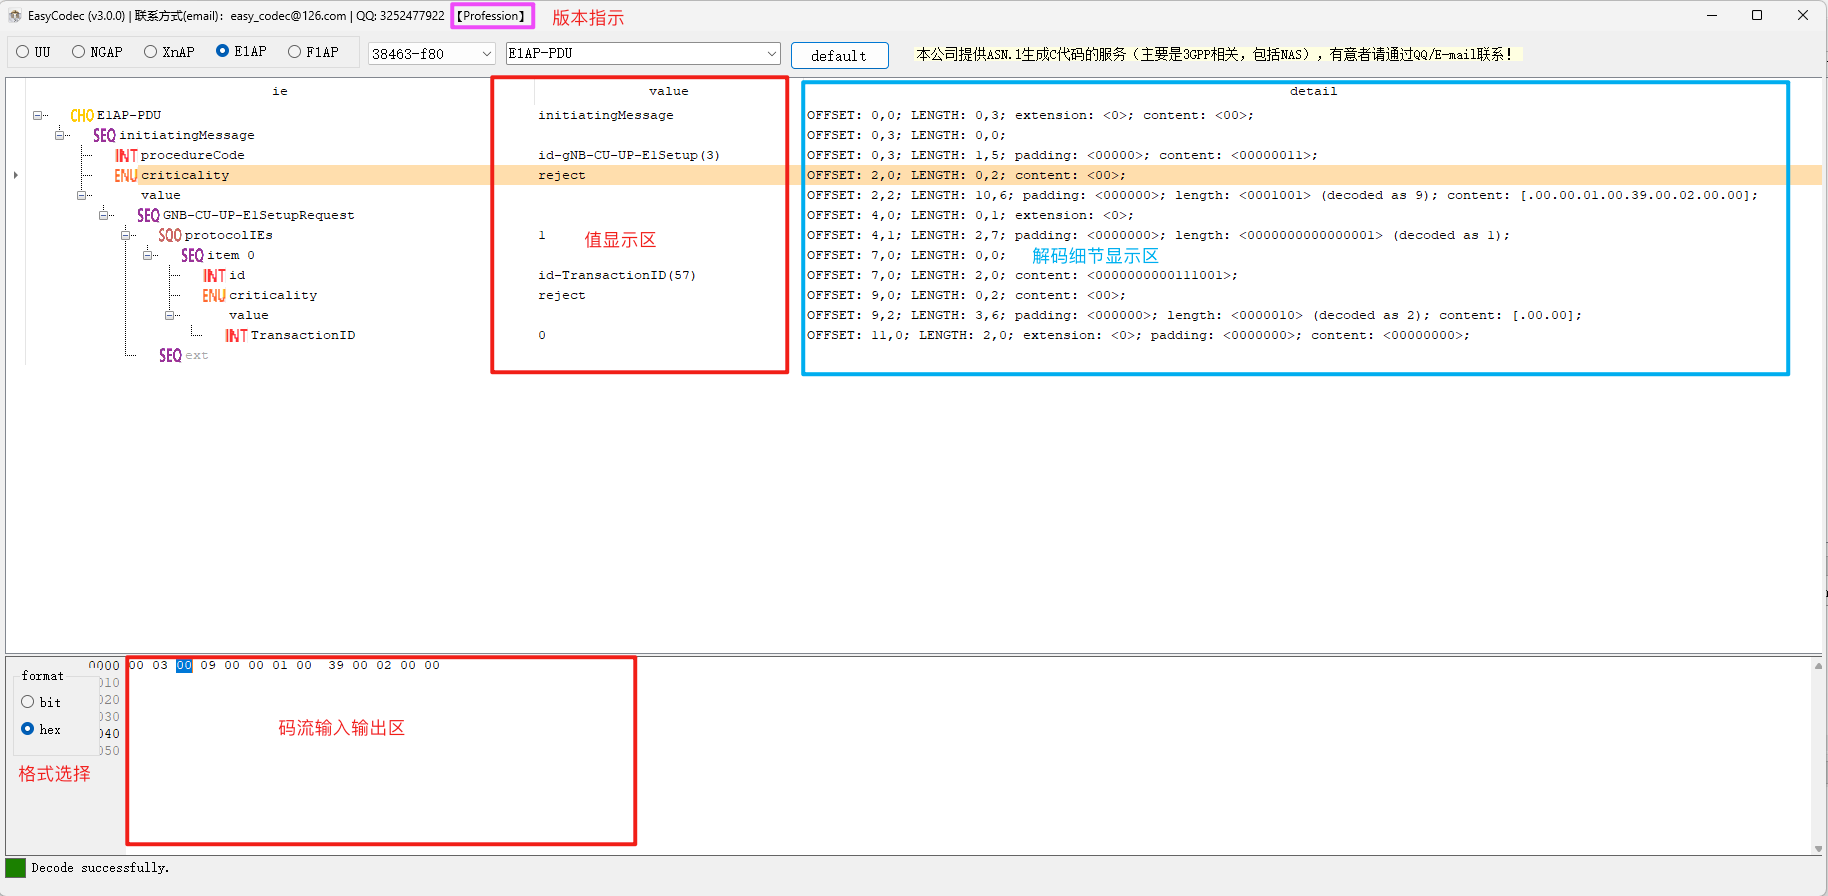 EasyCodec (v3.0.0) | 联系方式(email): easy_codec@126.com | QQ: 3252477922 【Profession】 版本指示
UU NGAP XnAP E1AP F1AP 38463-f80 E1AP-PDU default 本公司提供ASN.1生成C代码的服务（主要是3GPP相关，包括NAS），有意者请通过QQ/E-mail联系！
ie value detail
CHO E1AP-PDU initiatingMessage OFFSET: 0,0; LENGTH: 0,3; extension: <0>; content: <00>;
SEQ initiatingMessage OFFSET: 0,3; LENGTH: 0,0;
INT procedureCode id-gNB-CU-UP-E1Setup(3) OFFSET: 0,3; LENGTH: 1,5; padding: <00000>; content: <00000011>;
ENU criticality reject OFFSET: 2,0; LENGTH: 0,2; content: <00>;
value OFFSET: 2,2; LENGTH: 10,6; padding: <000000>; length: <0001001> (decoded as 9); content: [.00.00.01.00.39.00.02.00.00];
SEQ GNB-CU-UP-E1SetupRequest OFFSET: 4,0; LENGTH: 0,1; extension: <0>;
SQO protocolIEs 1 OFFSET: 4,1; LENGTH: 2,7; padding: <0000000>; length: <0000000000000001> (decoded as 1);
值显示区
SEQ item 0 OFFSET: 7,0; LENGTH: 0,0; 解码细节显示区
INT id id-TransactionID(57) OFFSET: 7,0; LENGTH: 2,0; content: <0000000000111001>;
ENU criticality reject OFFSET: 9,0; LENGTH: 0,2; content: <00>;
value OFFSET: 9,2; LENGTH: 3,6; padding: <000000>; length: <0000010> (decoded as 2); content: [.00.00];
INT TransactionID 0 OFFSET: 11,0; LENGTH: 2,0; extension: <0>; padding: <0000000>; content: <00000000>;
SEQ ext
0000 00 03 00 09 00 00 01 00 39 00 02 00 00
format
010
bit 020
030
hex 040
050
码流输入输出区
格式选择
Decode successfully.